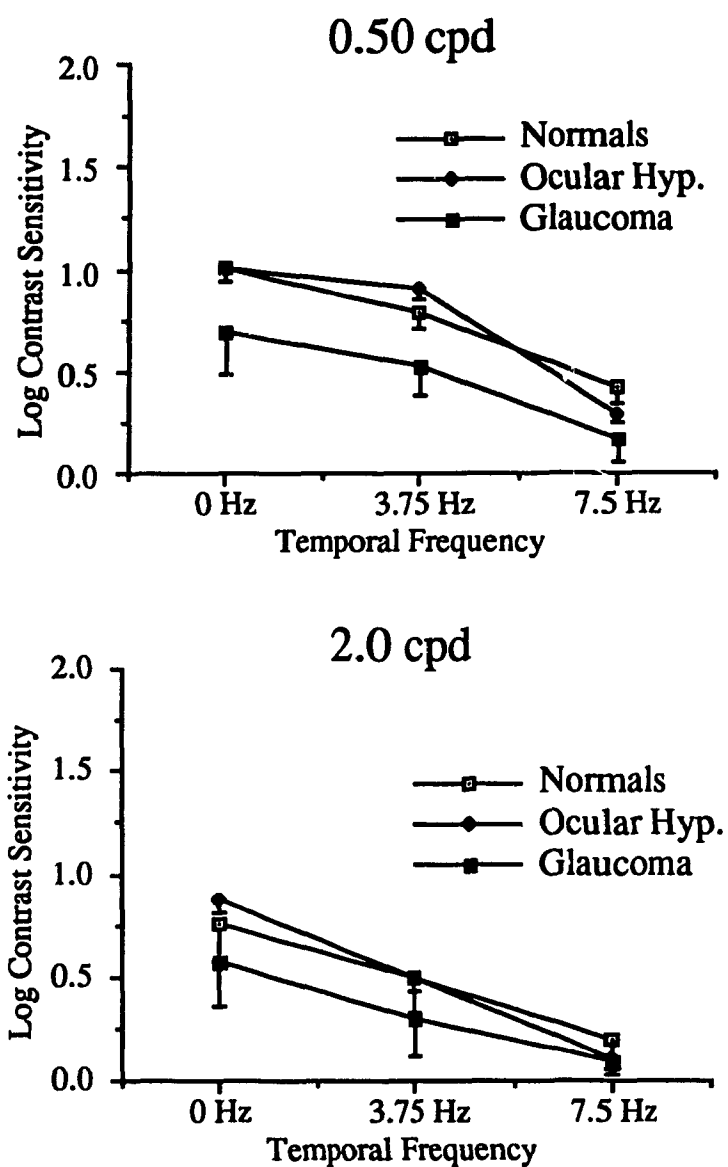 0.50 cpd
2.0
1.5
1.0
0.5
0.0
Log Contrast Sensitivity
Normals
Ocular Hyp.
Glaucoma
0 Hz
3.75 Hz
7.5 Hz
Temporal Frequency
2.0 cpd
2.0
1.5
1.0
0.5
0.0
Log Contrast Sensitivity
Normals
Ocular Hyp.
Glaucoma
0 Hz
3.75 Hz
7.5 Hz
Temporal Frequency